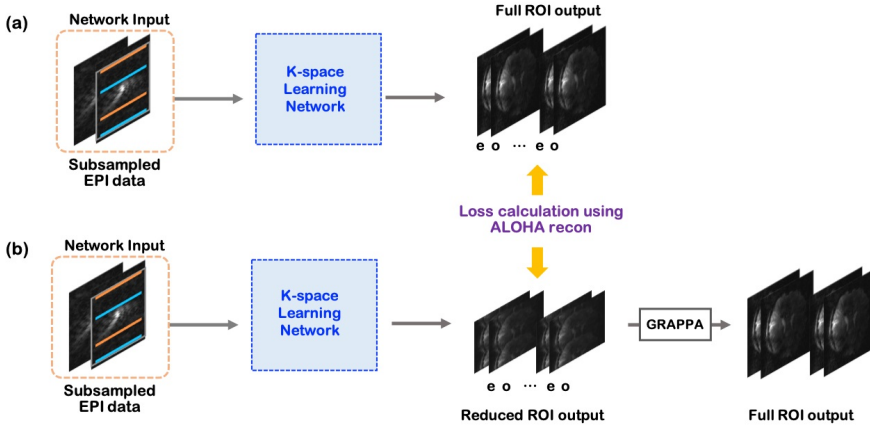 (a)
Network Input
Subsampled
EPI data
K-space
Learning
Network
Full ROI output
e o ... e o
Loss calculation using
ALOHA recon
(b)
Network Input
Subsampled
EPI data
K-space
Learning
Network
e o ... e o
Reduced ROI output
GRAPPA
Full ROI output